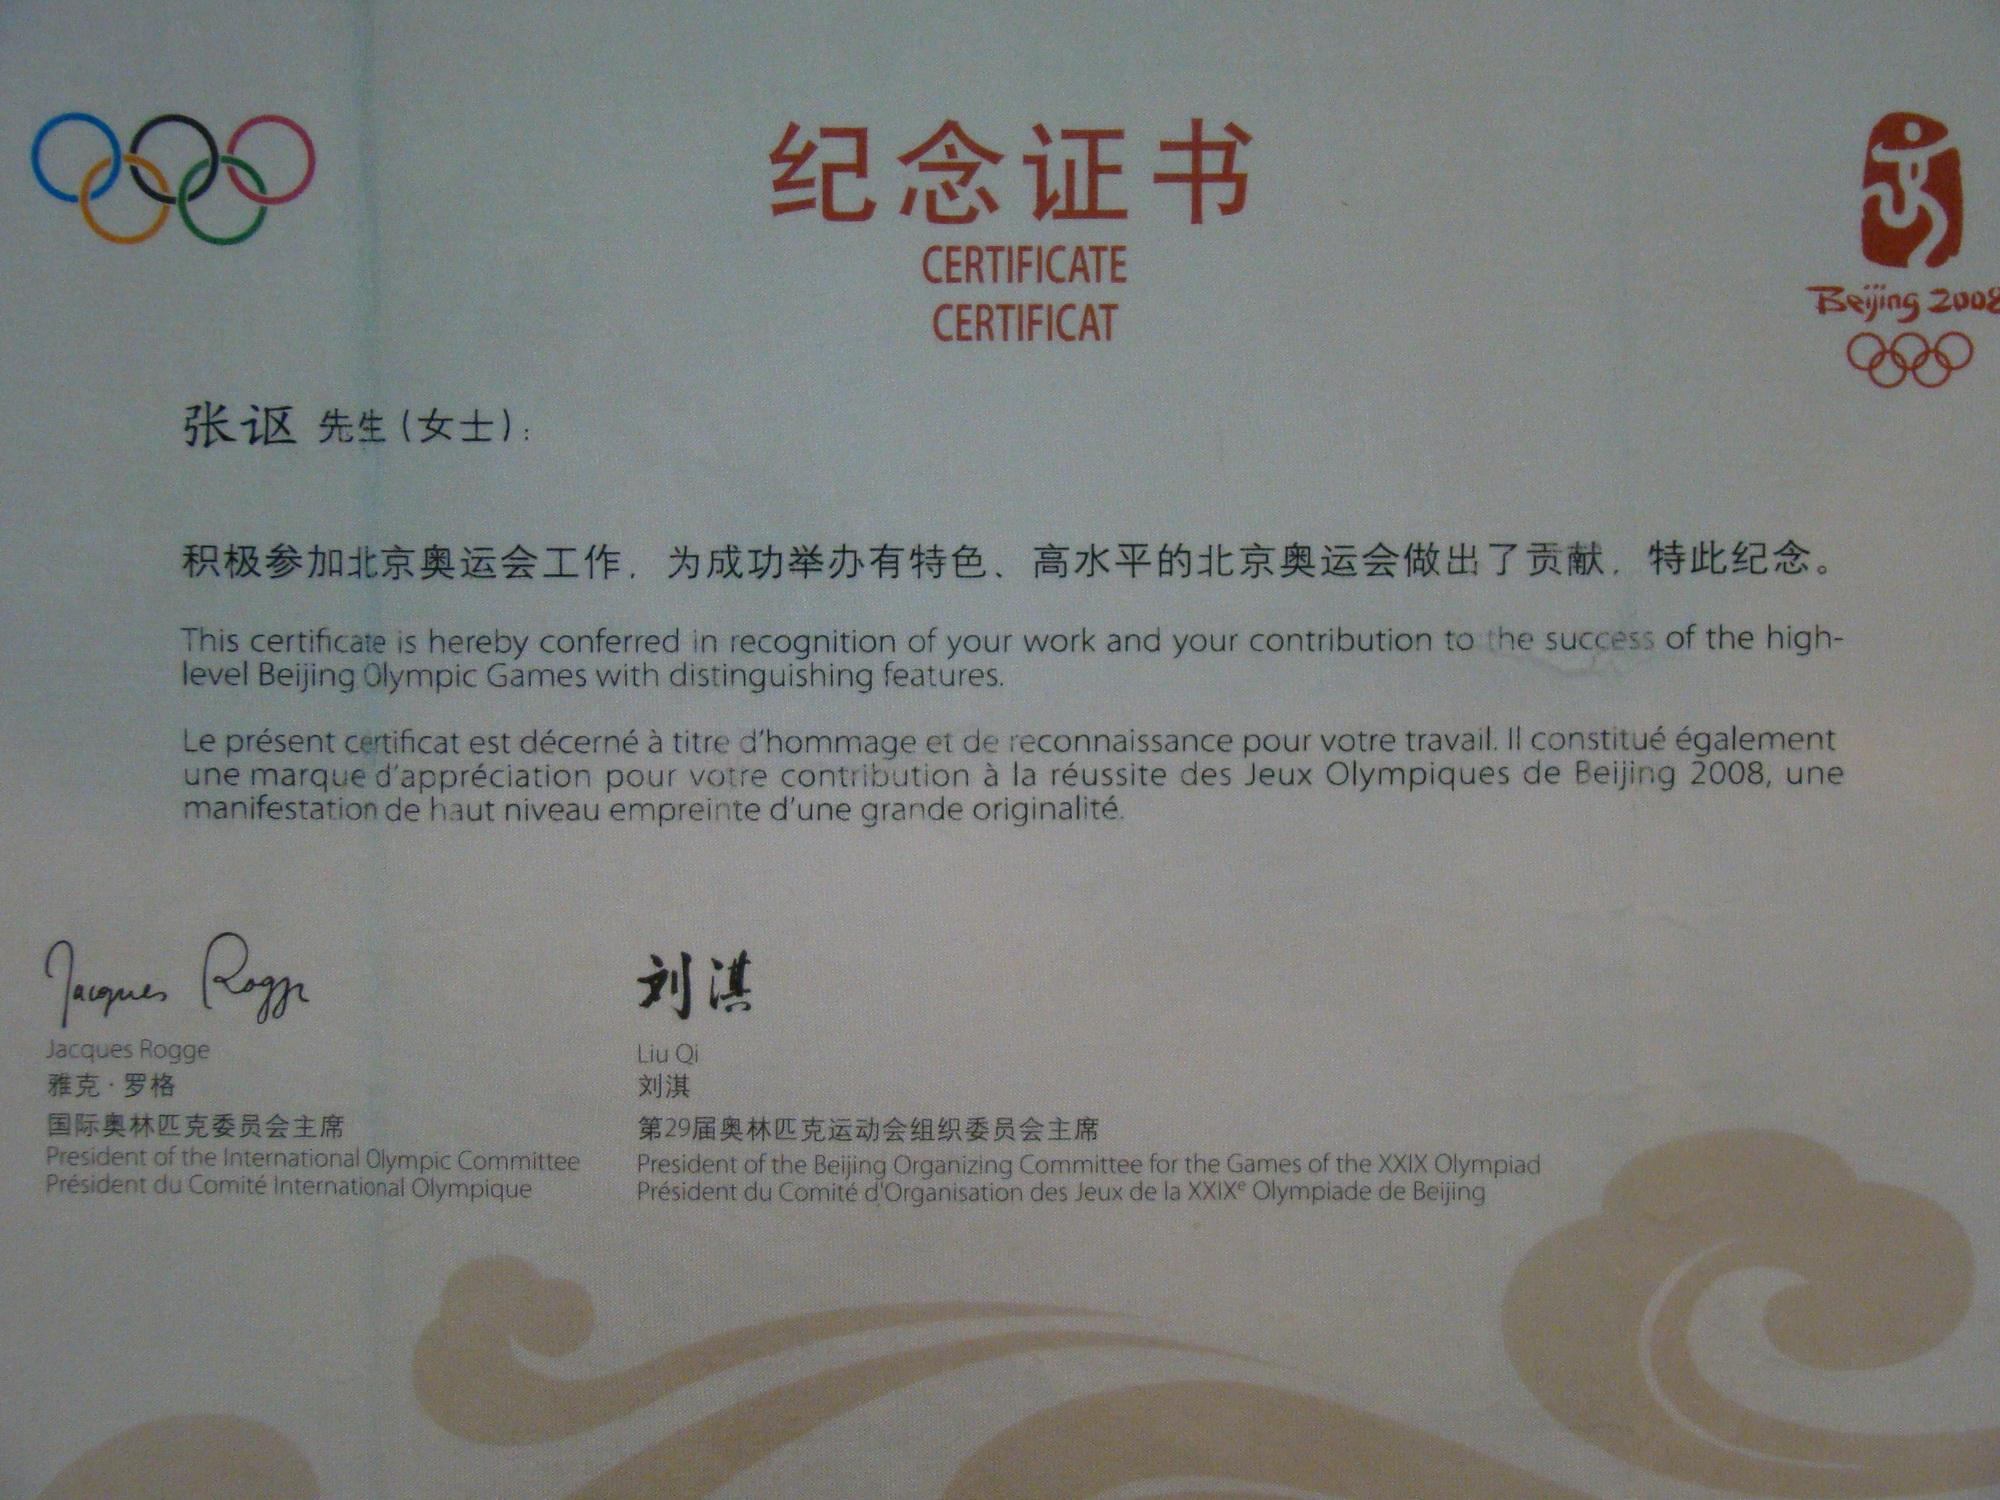 纪念证书
CERTIFICATE
CERTIFICAT
Beijing 2008
张讴 先生(女士):
积极参加北京奥运会工作，为成功举办有特色、高水平的北京奥运会做出了贡献，特此纪念。
This certificate is hereby conferred in recognition of your work and your contribution to the success of the high-
level Beijing Olympic Games with distinguishing features.
Le présent certificat est décerné à titre d'hommage et de reconnaissance pour votre travail. Il constitué également
une marque d'appréciation pour votre contribution à la réussite des Jeux Olympiques de Beijing 2008, une
manifestation de haut niveau empreinte d'une grande originalité.
Jacques Rogge
刘淇
Jacques Rogge
雅克·罗格
国际奥林匹克委员会主席
President of the International Olympic Committee
Président du Comité International Olympique
Liu Qi
刘淇
第29届奥林匹克运动会组织委员会主席
President of the Beijing Organizing Committee for the Games of the XXIX Olympiad
Président du Comité d'Organisation des Jeux de la XXIXe Olympiade de Beijing